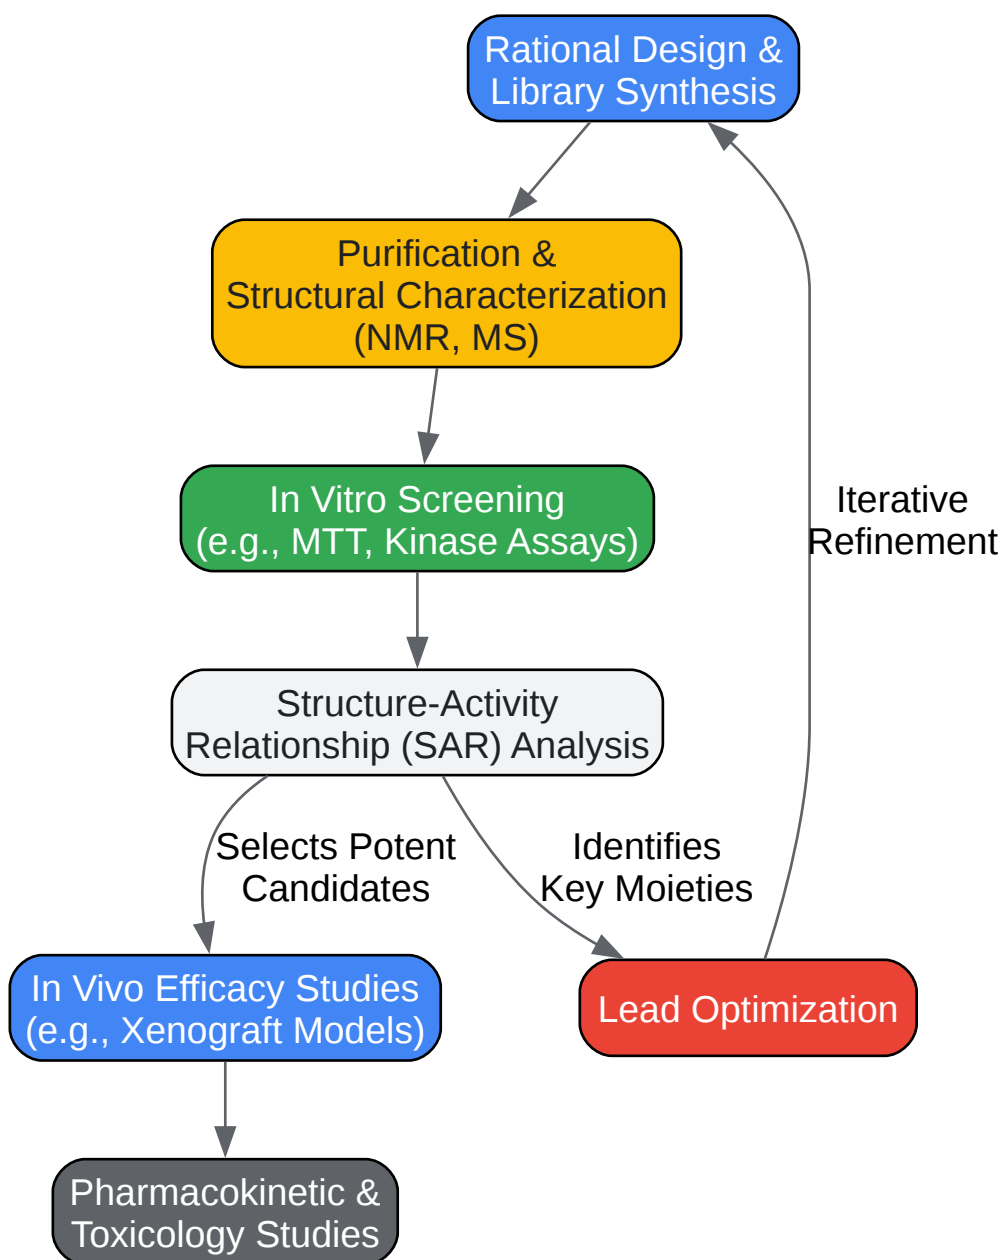 Rational Design &
Library Synthesis
Purification &
Structural Characterization
(NMR, MS)
In Vitro Screening
(e.g., MTT, Kinase Assays)
Iterative
Refinement
Structure-Activity
Relationship (SAR) Analysis
Selects Potent
Candidates
Identifies
Key Moieties
In Vivo Efficacy Studies
(e.g., Xenograft Models)
Lead Optimization
Pharmacokinetic &
Toxicology Studies